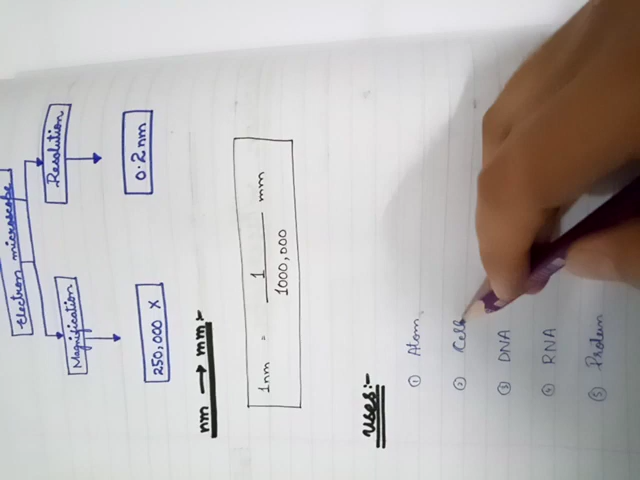 Electron microscope
Magnification Resolution
250,000 X 0.2nm
nm → mm:-
1nm = 1 / 1000,000 mm
Uses:-
① Atom,
② Cell
③ DNA
④ RNA
⑤ Protein